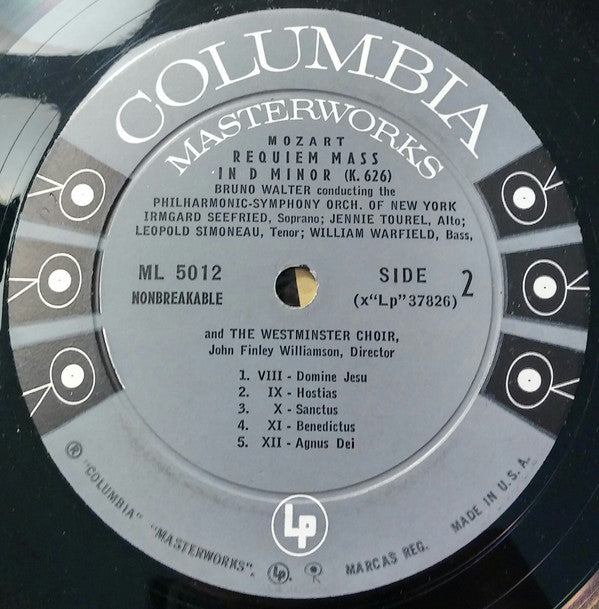 COLUMBIA
MASTERWORKS
MOZART
REQUIEM MASS
IN D MINOR (K. 626)
BRUNO WALTER conducting the
PHILHARMONIC-SYMPHONY ORCH. OF NEW YORK
IRMGARD SEEFRIED, Soprano; JENNIE TOUREL, Alto;
LEOPOLD SIMONEAU, Tenor; WILLIAM WARFIELD, Bass,
ML 5012
NONBREAKABLE
SIDE 2
(x"Lp"37826)
and THE WESTMINSTER CHOIR,
John Finley Williamson, Director
1. VIII - Domine Jesu
2. IX - Hostias
3. X - Sanctus
4. XI - Benedictus
5. XII - Agnus Dei
Lp
® "COLUMBIA" "MASTERWORKS", Lp, MARCAS REG. MADE IN U.S.A.